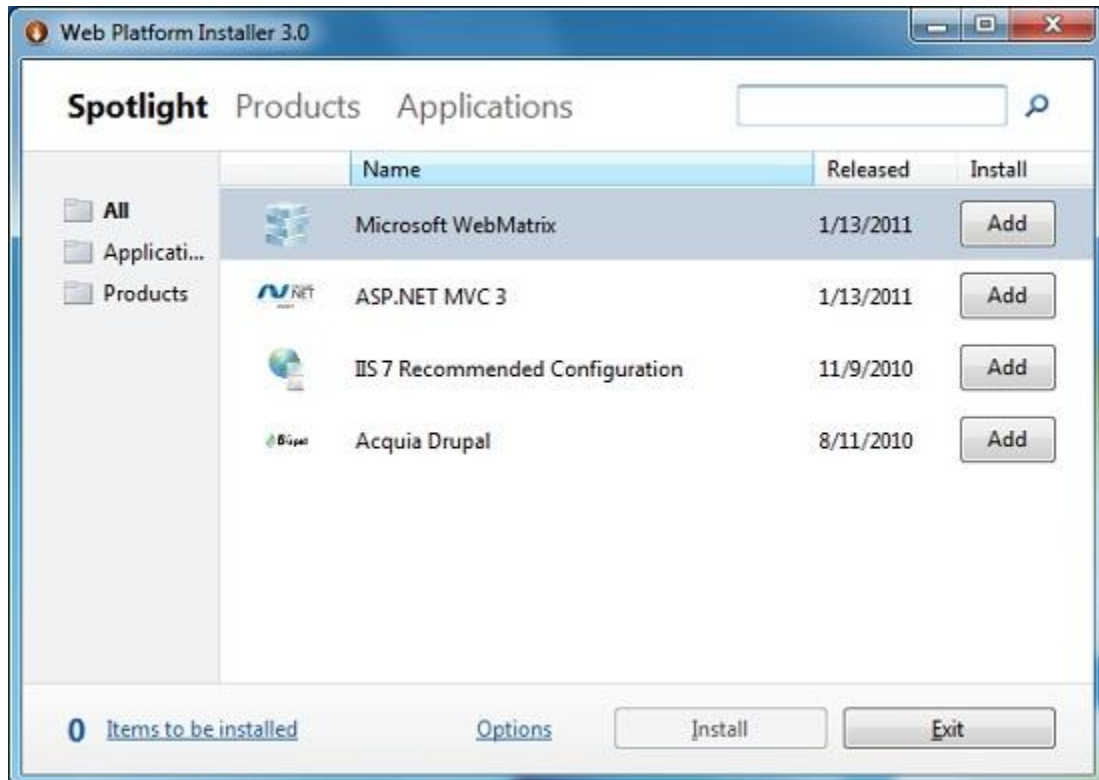 Web Platform Installer 3.0
Spotlight Products Applications
Name Released Install
All
Applicati...
Products
Microsoft WebMatrix 1/13/2011 Add
NET ASP.NET MVC 3 1/13/2011 Add
IIS 7 Recommended Configuration 11/9/2010 Add
Acquia Drupal 8/11/2010 Add
0 Items to be installed Options Install Exit